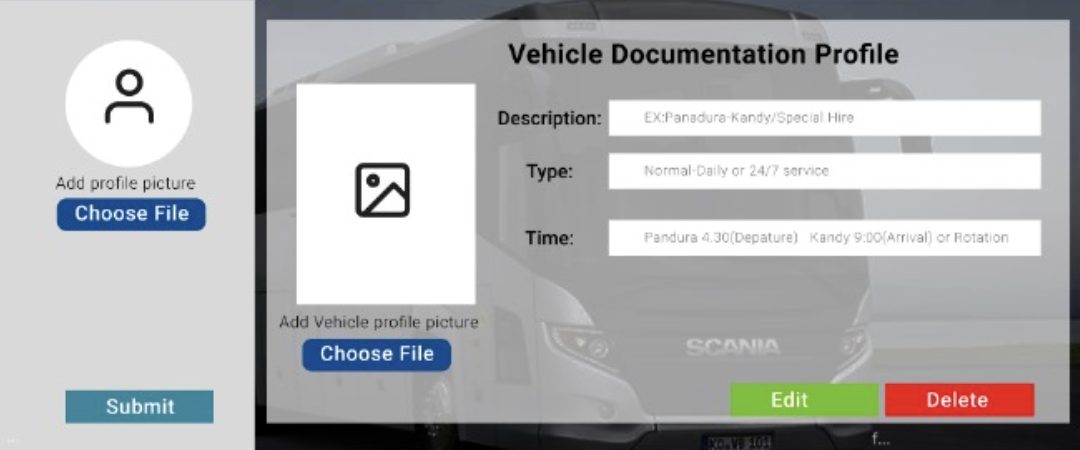 Vehicle Documentation Profile
Add profile picture
Choose File
Submit
Description:
EX:Panadura-Kandy/Special Hire
Type:
Normal-Daily or 24/7 service
Time:
Pandura 4.30(Depature) Kandy 9:00(Arrival) or Rotation
Add Vehicle profile picture
Choose File
SCANIA
Edit
Delete
f...